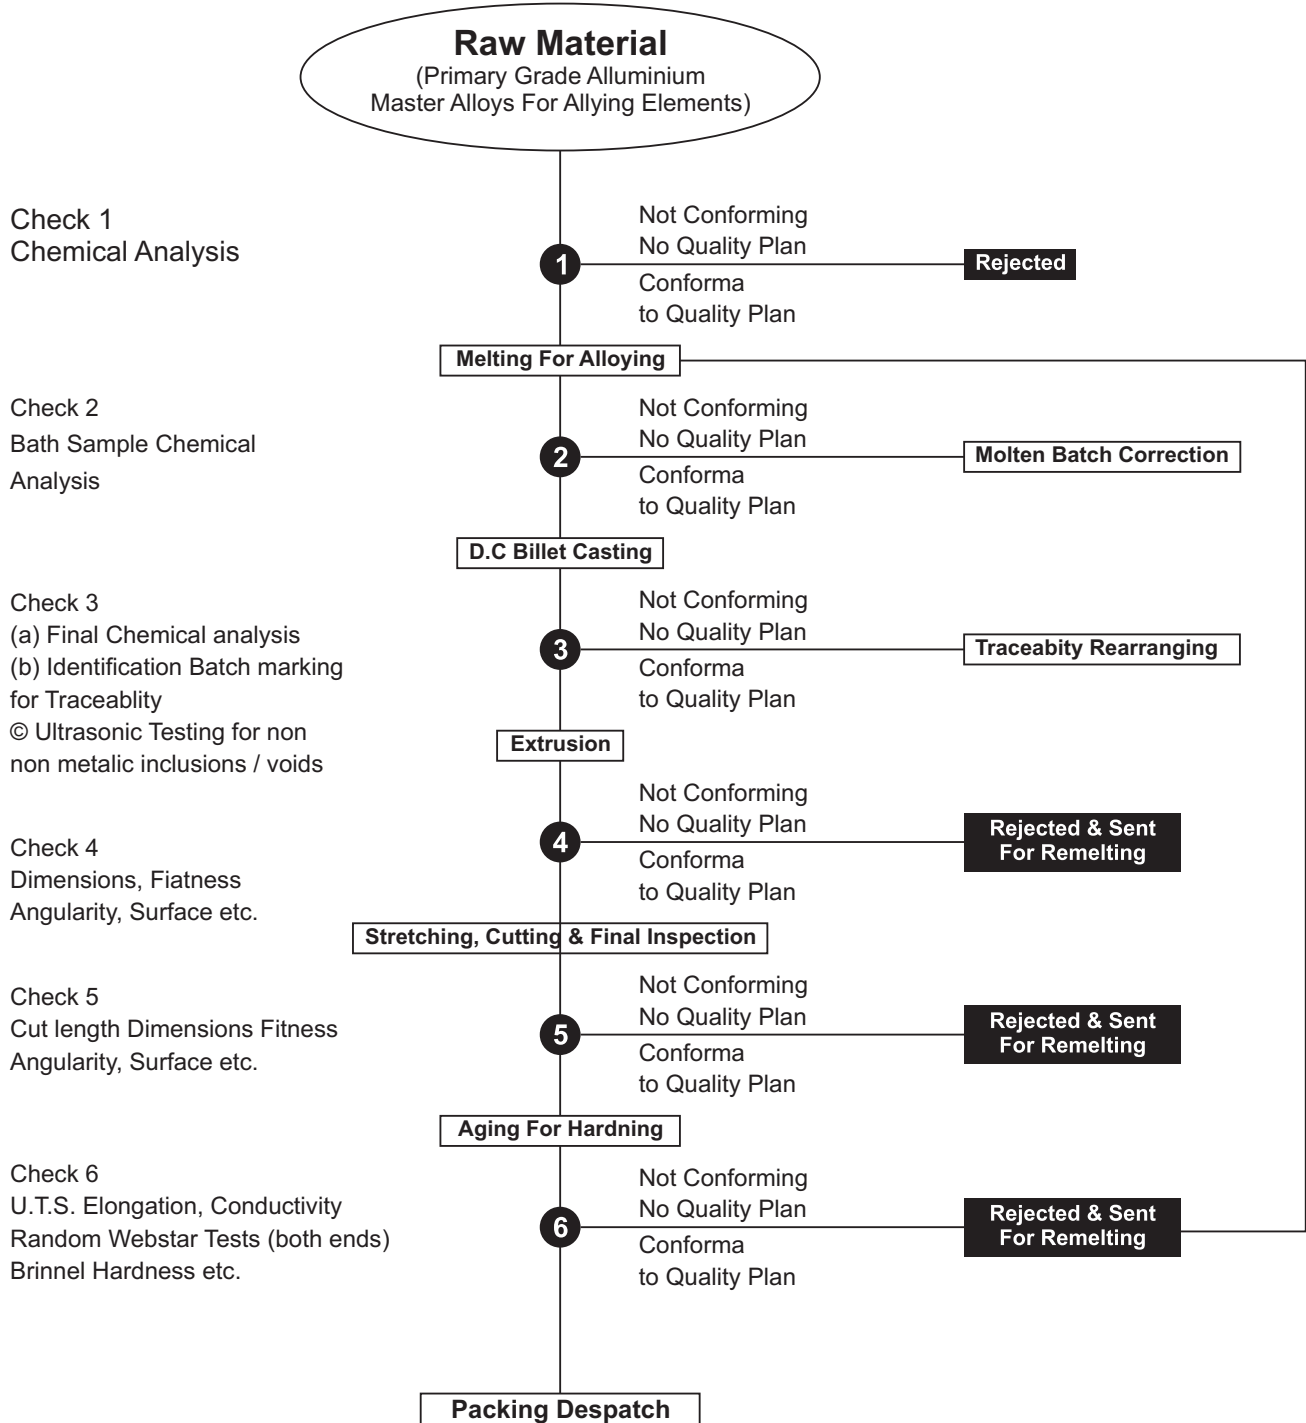 Raw Material
(Primary Grade Alluminium
Master Alloys For Allying Elements)
Check 1
Chemical Analysis
1
Not Conforming
No Quality Plan
Rejected
Conforma
to Quality Plan
Melting For Alloying
Check 2
Bath Sample Chemical
Analysis
2
Not Conforming
No Quality Plan
Molten Batch Correction
Conforma
to Quality Plan
D.C Billet Casting
Check 3
(a) Final Chemical analysis
(b) Identification Batch marking
for Traceablity
© Ultrasonic Testing for non
non metalic inclusions / voids
3
Not Conforming
No Quality Plan
Traceabity Rearranging
Conforma
to Quality Plan
Extrusion
Check 4
Dimensions, Fiatness
Angularity, Surface etc.
4
Not Conforming
No Quality Plan
Rejected & Sent
For Remelting
Conforma
to Quality Plan
Stretching, Cutting & Final Inspection
Check 5
Cut length Dimensions Fitness
Angularity, Surface etc.
5
Not Conforming
No Quality Plan
Rejected & Sent
For Remelting
Conforma
to Quality Plan
Aging For Hardning
Check 6
U.T.S. Elongation, Conductivity
Random Webstar Tests (both ends)
Brinnel Hardness etc.
6
Not Conforming
No Quality Plan
Rejected & Sent
For Remelting
Conforma
to Quality Plan
Packing Despatch